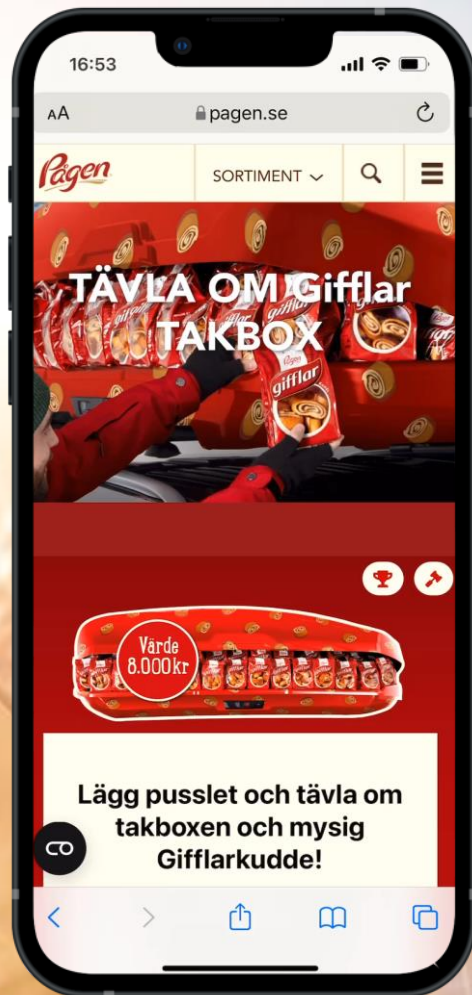 16:53
AA pagen.se
Pågen SORTIMENT
TÄVLA OM Gifflar
TAKBOX
Pågen
gifflar
Värde
8.000kr
Lägg pusslet och tävla om
takboxen och mysig
Gifflarkudde!